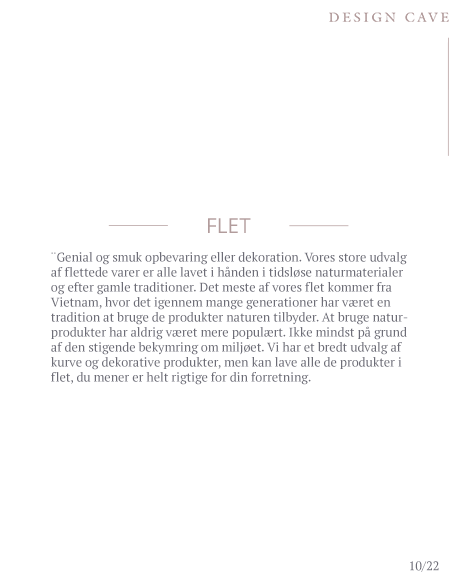 DESIGN CAVE
FLET
¨Genial og smuk opbevaring eller dekoration. Vores store udvalg
af flettede varer er alle lavet i hånden i tidsløse naturmaterialer
og efter gamle traditioner. Det meste af vores flet kommer fra
Vietnam, hvor det igennem mange generationer har været en
tradition at bruge de produkter naturen tilbyder. At bruge natur-
produkter har aldrig været mere populært. Ikke mindst på grund
af den stigende bekymring om miljøet. Vi har et bredt udvalg af
kurve og dekorative produkter, men kan lave alle de produkter i
flet, du mener er helt rigtige for din forretning.
10/22